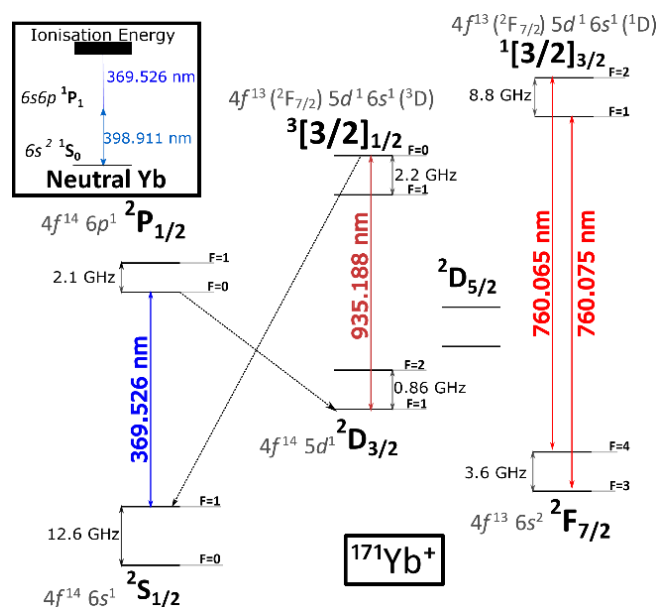 Ionisation Energy
369.526 nm
6s6p ¹P₁
398.911 nm
6s² ¹S₀
Neutral Yb
4f¹⁴ 6p¹ ²P₁/₂
F=1
2.1 GHz
F=0
369.526 nm
F=1
12.6 GHz
F=0
²S₁/₂
4f¹⁴ 6s¹
4f¹³ (²F₇/₂) 5d¹ 6s¹ (³D)
³[3/2]₁/₂
F=0
2.2 GHz
F=1
935.188 nm
F=2
0.86 GHz
F=1
4f¹⁴ 5d¹ ²D₃/₂
²D₅/₂
4f¹³ (²F₇/₂) 5d¹ 6s¹ (¹D)
¹[3/2]₃/₂
F=2
8.8 GHz
F=1
760.065 nm
760.075 nm
F=4
3.6 GHz
F=3
4f¹³ 6s² ²F₇/₂
¹⁷¹Yb⁺